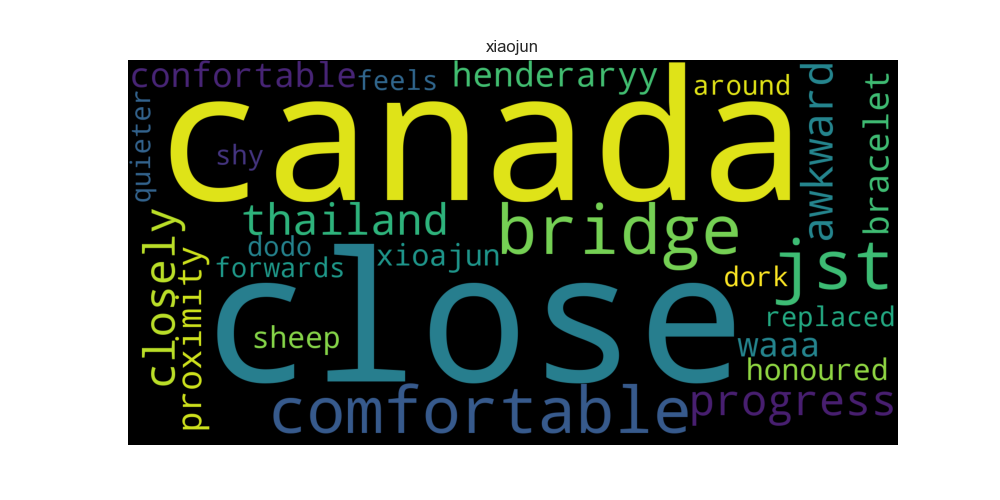 xiaojun
confortable
feels
henderaryy
around
awkward
bracelet
quieter
canada
shy
thailand
bridge
closely
proximity
dodo
xioajun
forwards
close
dork
jst
sheep
replaced
waaa
honoured
comfortable
progress